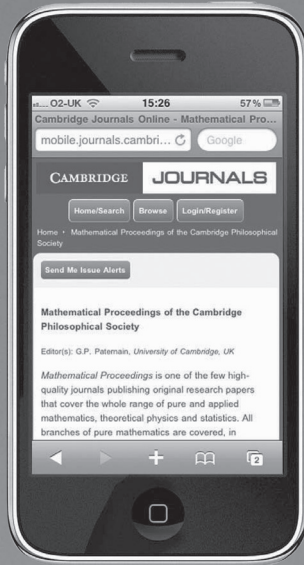 O2-UK 15:26 57%
Cambridge Journals Online - Mathematical Pro...
mobile.journals.cambri... Google
CAMBRIDGE JOURNALS
Home/Search Browse Login/Register
Home › Mathematical Proceedings of the Cambridge Philosophical
Society
Send Me Issue Alerts
Mathematical Proceedings of the Cambridge
Philosophical Society
Editor(s): G.P. Paternain, University of Cambridge, UK
Mathematical Proceedings is one of the few high-
quality journals publishing original research papers
that cover the whole range of pure and applied
mathematics, theoretical physics and statistics. All
branches of pure mathematics are covered, in
2